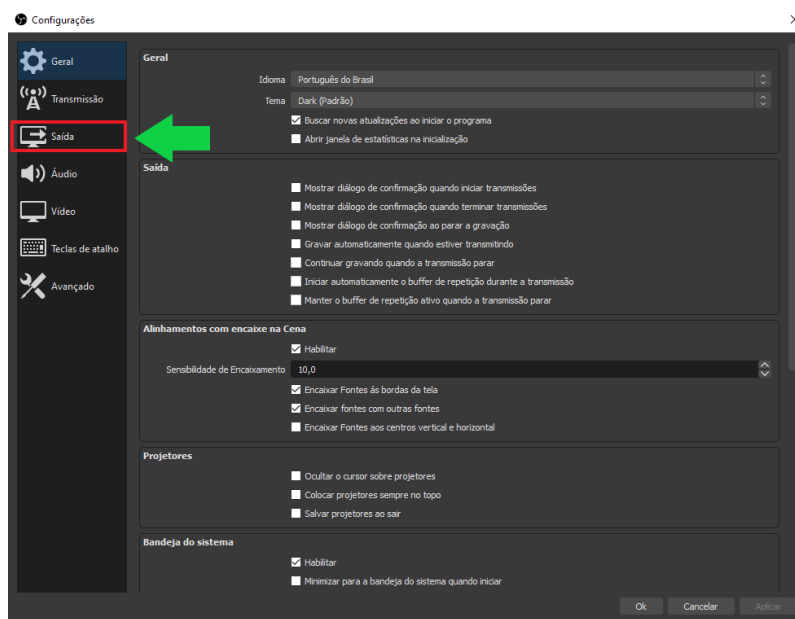 Configurações
Geral
Transmissão
Saída
Áudio
Vídeo
Teclas de atalho
Avançado
Geral
Idioma Português do Brasil
Tema Dark (Padrão)
Buscar novas atualizações ao iniciar o programa
Abrir janela de estatísticas na inicialização
Saída
Mostrar diálogo de confirmação quando iniciar transmissões
Mostrar diálogo de confirmação quando terminar transmissões
Mostrar diálogo de confirmação ao parar a gravação
Gravar automaticamente quando estiver transmitindo
Continuar gravando quando a transmissão parar
Iniciar automaticamente o buffer de repetição durante a transmissão
Manter o buffer de repetição ativo quando a transmissão parar
Alinhamentos com encaixe na Cena
Habilitar
Sensibilidade de Encaixamento 10,0
Encaixar Fontes ás bordas da tela
Encaixar fontes com outras fontes
Encaixar Fontes aos centros vertical e horizontal
Projetores
Ocultar o cursor sobre projetores
Colocar projetores sempre no topo
Salvar projetores ao sair
Bandeja do sistema
Habilitar
Minimizar para a bandeja do sistema quando iniciar
Ok Cancelar Aplicar